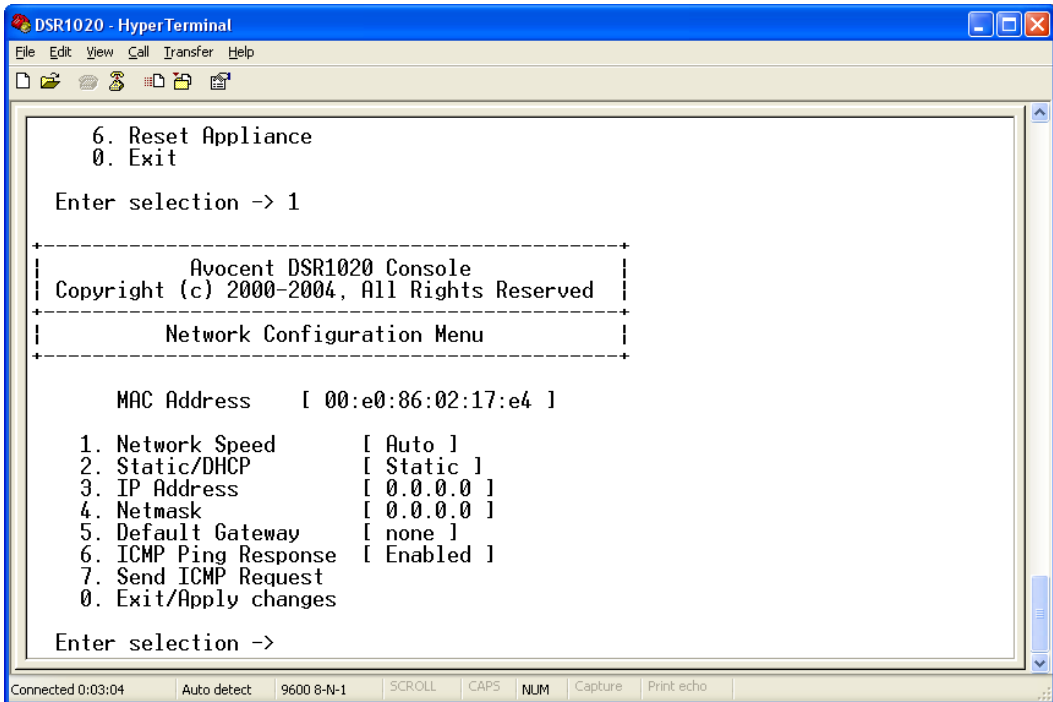 DSR1020 - HyperTerminal
File Edit View Call Transfer Help
6. Reset Appliance
0. Exit
Enter selection -> 1
+-----------------------------------------------+
| Avocent DSR1020 Console |
| Copyright (c) 2000-2004, All Rights Reserved |
+-----------------------------------------------+
| Network Configuration Menu |
+-----------------------------------------------+
MAC Address [ 00:e0:86:02:17:e4 ]
1. Network Speed [ Auto ]
2. Static/DHCP [ Static ]
3. IP Address [ 0.0.0.0 ]
4. Netmask [ 0.0.0.0 ]
5. Default Gateway [ none ]
6. ICMP Ping Response [ Enabled ]
7. Send ICMP Request
0. Exit/Apply changes
Enter selection ->
Connected 0:03:04 Auto detect 9600 8-N-1 SCROLL CAPS NUM Capture Print echo